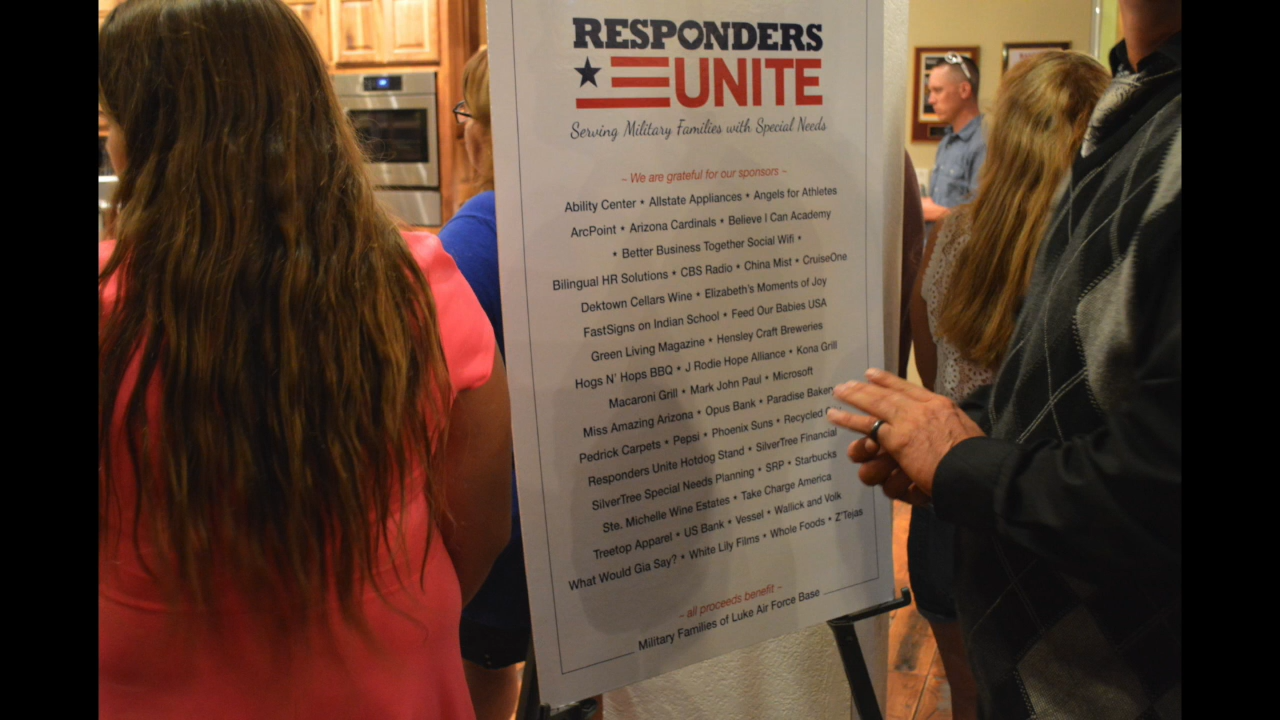 RESPONDERS
UNITE
Serving Military Families with Special Needs
~ We are grateful for our sponsors ~
Ability Center * Allstate Appliances * Angels for Athletes
ArcPoint * Arizona Cardinals * Believe I Can Academy
* Better Business Together Social Wifi *
Bilingual HR Solutions * CBS Radio * China Mist * CruiseOne
Dektown Cellars Wine * Elizabeth's Moments of Joy
FastSigns on Indian School * Feed Our Babies USA
Green Living Magazine * Hensley Craft Breweries
Hogs N' Hops BBQ * J Rodie Hope Alliance * Kona Grill
Macaroni Grill * Mark John Paul * Microsoft
Miss Amazing Arizona * Opus Bank * Paradise Bakery
Pedrick Carpets * Pepsi * Phoenix Suns * Recycled
Responders Unite Hotdog Stand * SilverTree Financial
SilverTree Special Needs Planning * SRP * Starbucks
Ste. Michelle Wine Estates * Take Charge America
Treetop Apparel * US Bank * Vessel * Wallick and Volk
What Would Gia Say? * White Lily Films * Whole Foods * Z'Tejas
~ all proceeds benefit ~
Military Families of Luke Air Force Base